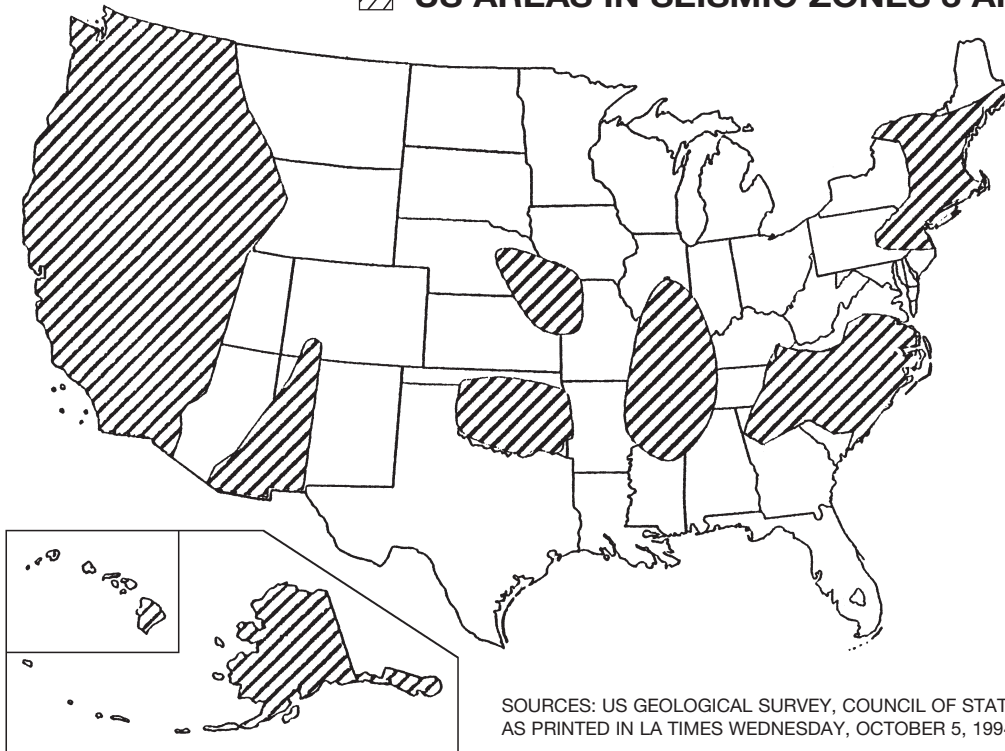 US AREAS IN SEISMIC ZONES 3
SOURCES: US GEOLOGICAL SURVEY, COUNCIL OF
AS PRINTED IN LA TIMES WEDNESDAY, OCTOBER 5,